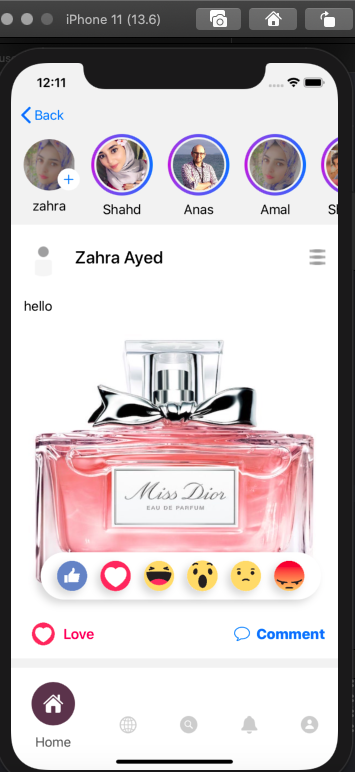 iPhone 11 (13.6)
12:11
Back
zahra
Shahd
Anas
Amal
Zahra Ayed
hello
Miss Dior
EAU DE PARFUM
Love
Comment
Home